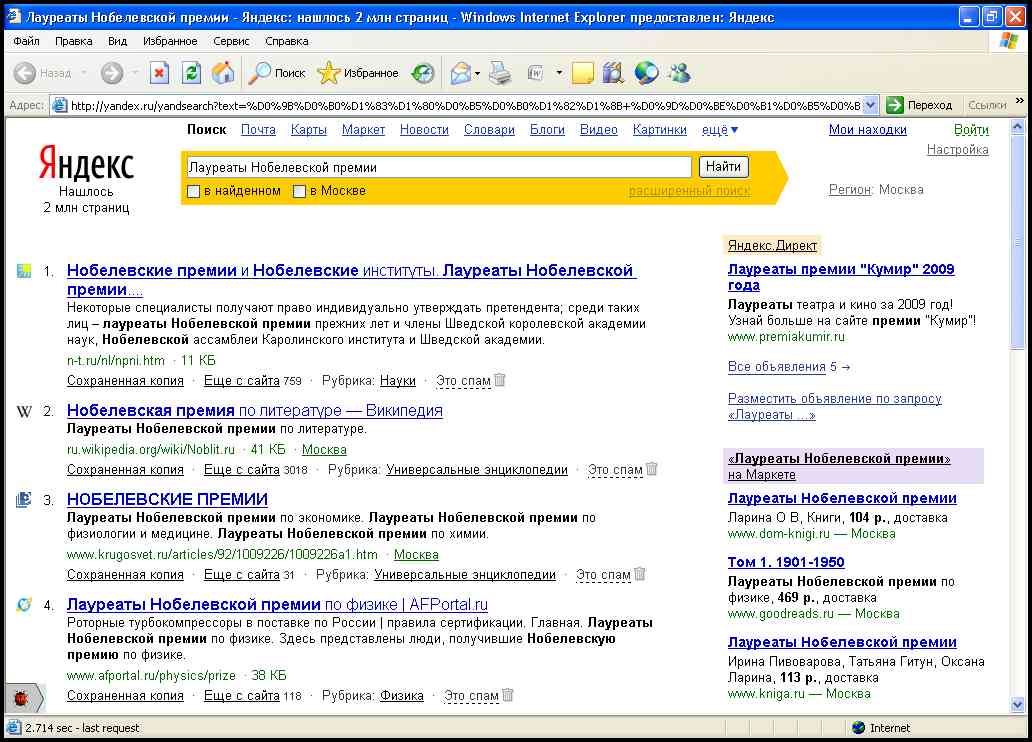 Лауреаты Нобелевской премии - Яндекс: нашлось 2 млн страниц - Windows Internet Explorer предоставлен: Яндекс
Файл Правка Вид Избранное Сервис Справка
Назад Поиск Избранное
Адрес: http://yandex.ru/yandsearch?text=%D0%9B%D0%B0%D1%83%D1%80%D0%B5%D0%B0%D1%82%D1%8B+%D0%9D%D0%BE%D0%B1%D0%B5%D0%B Переход Ссылки »
Поиск Почта Карты Маркет Новости Словари Блоги Видео Картинки ещё ▼ Мои находки Войти
Настройка
Яндекс
Нашлось
2 млн страниц
Лауреаты Нобелевской премии Найти
в найденном в Москве расширенный поиск
Регион: Москва
1. Нобелевские премии и Нобелевские институты. Лауреаты Нобелевской
премии....
Некоторые специалисты получают право индивидуально утверждать претендента; среди таких
лиц – лауреаты Нобелевской премии прежних лет и члены Шведской королевской академии
наук, Нобелевской ассамблеи Каролинского института и Шведской академии.
n-t.ru/nl/npni.htm · 11 КБ
Сохраненная копия · Еще с сайта 759 · Рубрика: Науки · Это спам
W 2. Нобелевская премия по литературе — Википедия
Лауреаты Нобелевской премии по литературе.
ru.wikipedia.org/wiki/Noblit.ru · 41 КБ · Москва
Сохраненная копия · Еще с сайта 3018 · Рубрика: Универсальные энциклопедии · Это спам
3. НОБЕЛЕВСКИЕ ПРЕМИИ
Лауреаты Нобелевской премии по экономике. Лауреаты Нобелевской премии по
физиологии и медицине. Лауреаты Нобелевской премии по химии.
www.krugosvet.ru/articles/92/1009226/1009226a1.htm · Москва
Сохраненная копия · Еще с сайта 31 · Рубрика: Универсальные энциклопедии · Это спам
4. Лауреаты Нобелевской премии по физике | AFPortal.ru
Роторные турбокомпрессоры в поставке по России | правила сертификации. Главная. Лауреаты
Нобелевской премии по физике. Здесь представлены люди, получившие Нобелевскую
премию по физике.
www.afportal.ru/physics/prize · 38 КБ
Сохраненная копия · Еще с сайта 118 · Рубрика: Физика · Это спам
Яндекс.Директ
Лауреаты премии "Кумир" 2009
года
Лауреаты театра и кино за 2009 год!
Узнай больше на сайте премии "Кумир"!
www.premiakumir.ru
Все объявления 5 →
Разместить объявление по запросу
«Лауреаты ...»
«Лауреаты Нобелевской премии»
на Маркете
Лауреаты Нобелевской премии
Ларина О В, Книги, 104 р., доставка
www.dom-knigi.ru — Москва
Том 1. 1901-1950
Лауреаты Нобелевской премии по
физике, 469 р., доставка
www.goodreads.ru — Москва
Лауреаты Нобелевской премии
Ирина Пивоварова, Татьяна Гитун, Оксана
Ларина, 113 р., доставка
www.kniga.ru — Москва
2.714 sec - last request Internet